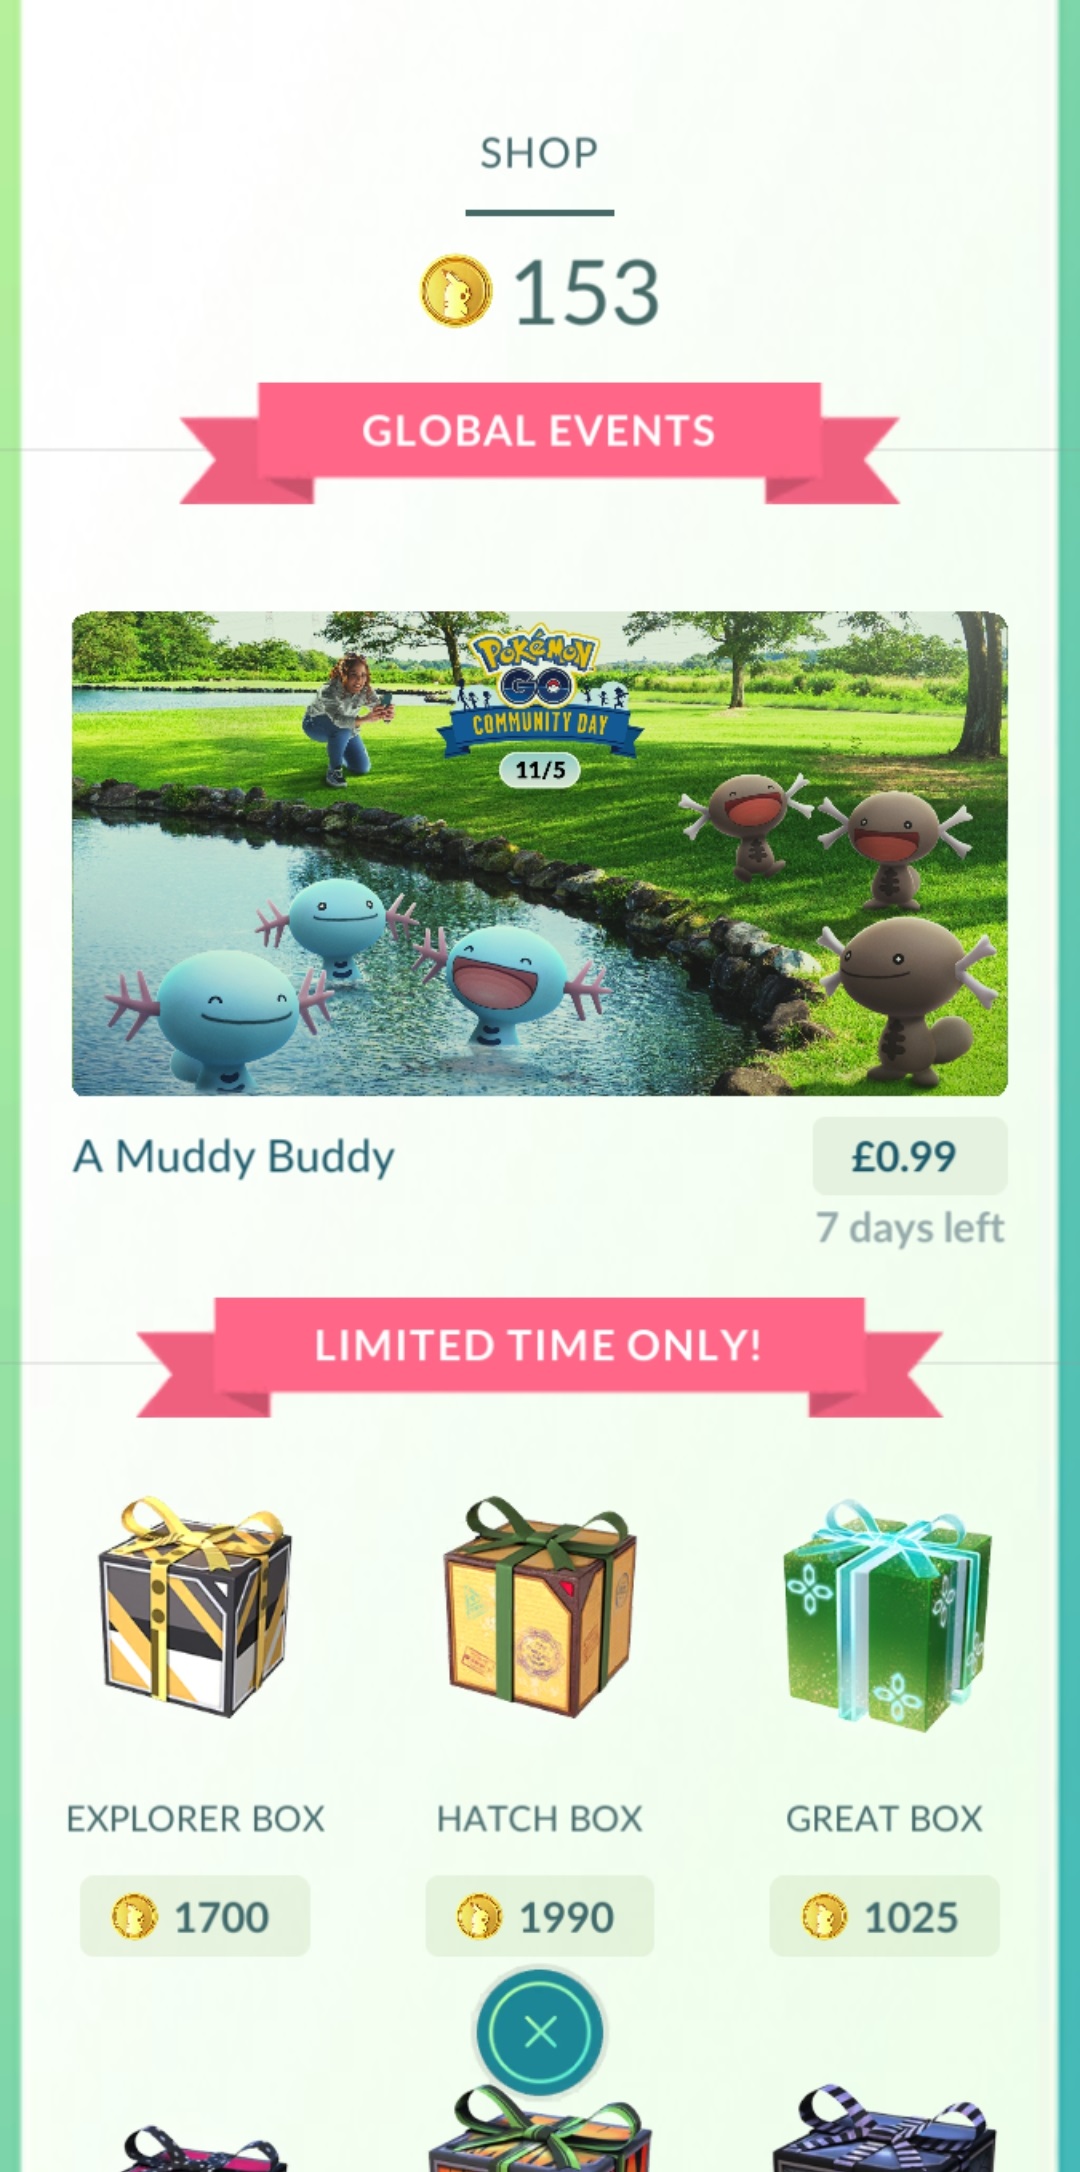 SHOP
153
GLOBAL EVENTS
POKÉMON
GO
COMMUNITY DAY
11/5
A Muddy Buddy
£0.99
7 days left
LIMITED TIME ONLY!
EXPLORER BOX
HATCH BOX
GREAT BOX
1700
1990
1025